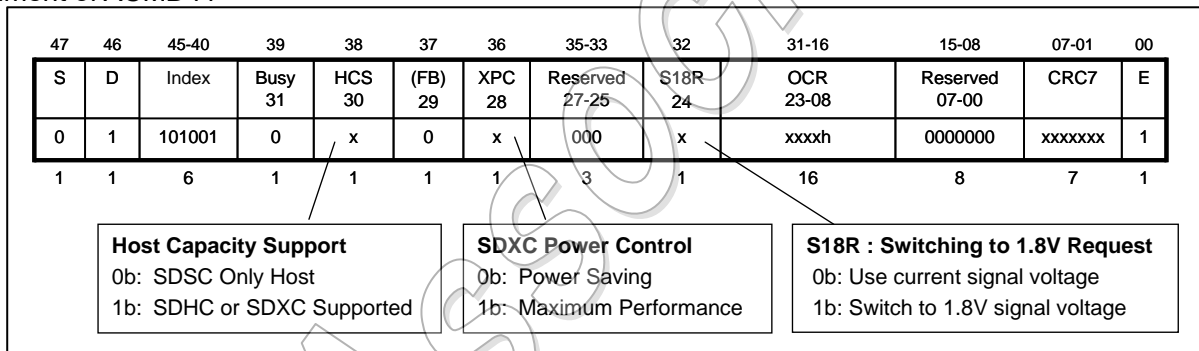 47 46 45-40 39 38 37 36 35-33 32 31-16 15-08 07-01 00
S D Index Busy HCS (FB) XPC Reserved S18R OCR Reserved CRC7 E
31 30 29 28 27-25 24 23-08 07-00
0 1 101001 0 x 0 x 000 x xxxxh 0000000 xxxxxxx 1
1 1 6 1 1 1 1 3 1 16 8 7 1
Host Capacity Support
0b: SDSC Only Host
1b: SDHC or SDXC Supported
SDXC Power Control
0b: Power Saving
1b: Maximum Performance
S18R : Switching to 1.8V Request
0b: Use current signal voltage
1b: Switch to 1.8V signal voltage